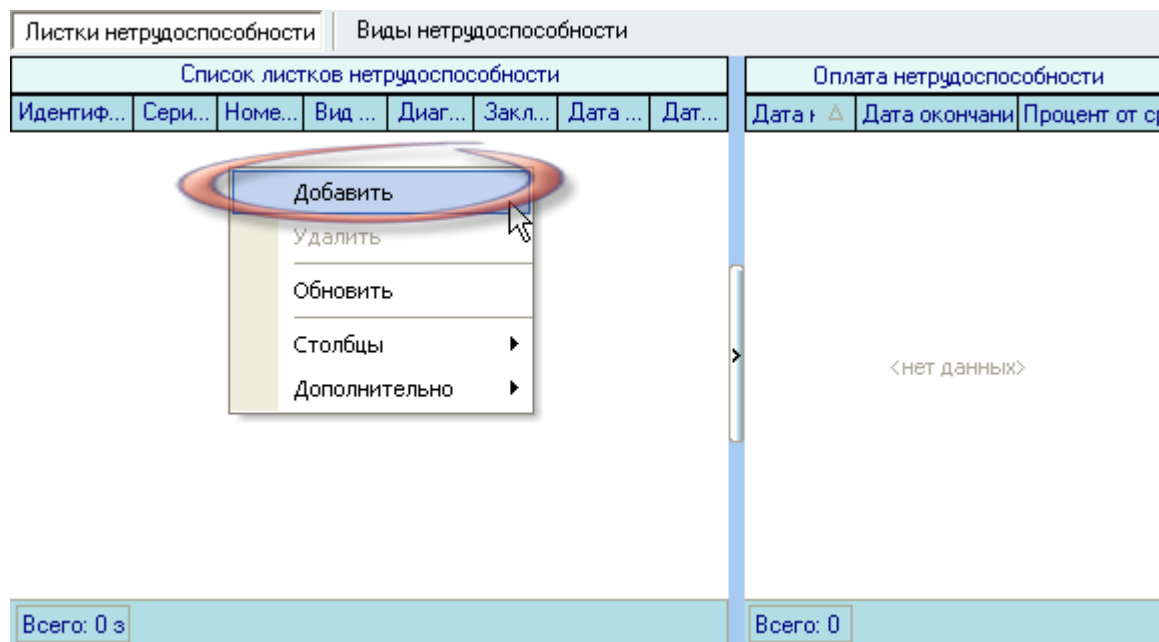 Листки нетрудоспособности Виды нетрудоспособности
Список листков нетрудоспособности Оплата нетрудоспособности
Идентиф... Сери... Номе... Вид ... Диаг... Закл... Дата ... Дат... Дата Дата окончани Процент от ср
Добавить
Удалить
Обновить
Столбцы
Дополнительно
<нет данных>
Всего: 0 з Всего: 0